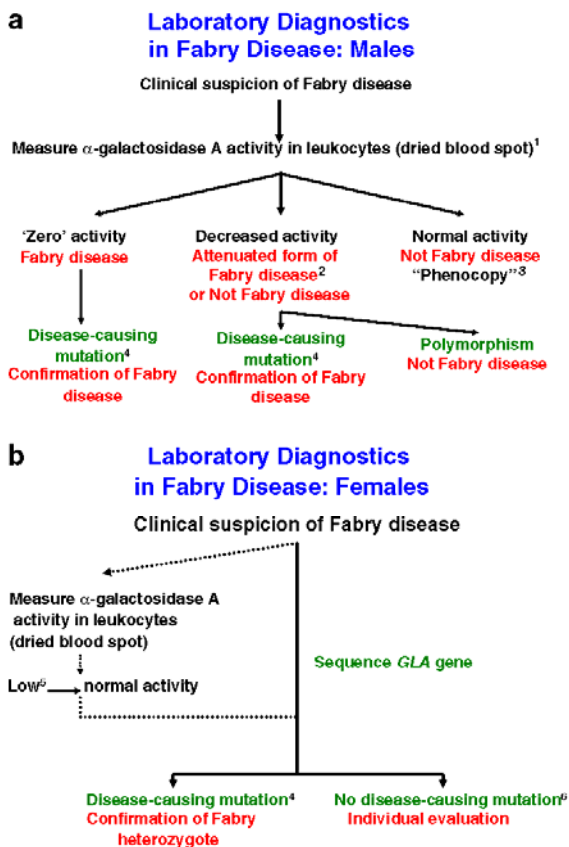 a
Laboratory Diagnostics
in Fabry Disease: Males
Clinical suspicion of Fabry disease
Measure α-galactosidase A activity in leukocytes (dried blood spot)¹
‘Zero’ activity
Fabry disease
Decreased activity
Attenuated form of
Fabry disease²
or Not Fabry disease
Normal activity
Not Fabry disease
“Phenocopy”³
Disease-causing
mutation⁴
Confirmation of Fabry
disease
Disease-causing
mutation⁴
Confirmation of Fabry
disease
Polymorphism
Not Fabry disease
b
Laboratory Diagnostics
in Fabry Disease: Females
Clinical suspicion of Fabry disease
Measure α-galactosidase A
activity in leukocytes
(dried blood spot)
Low⁵ normal activity
Sequence GLA gene
Disease-causing mutation⁴
Confirmation of Fabry
heterozygote
No disease-causing mutation⁶
Individual evaluation